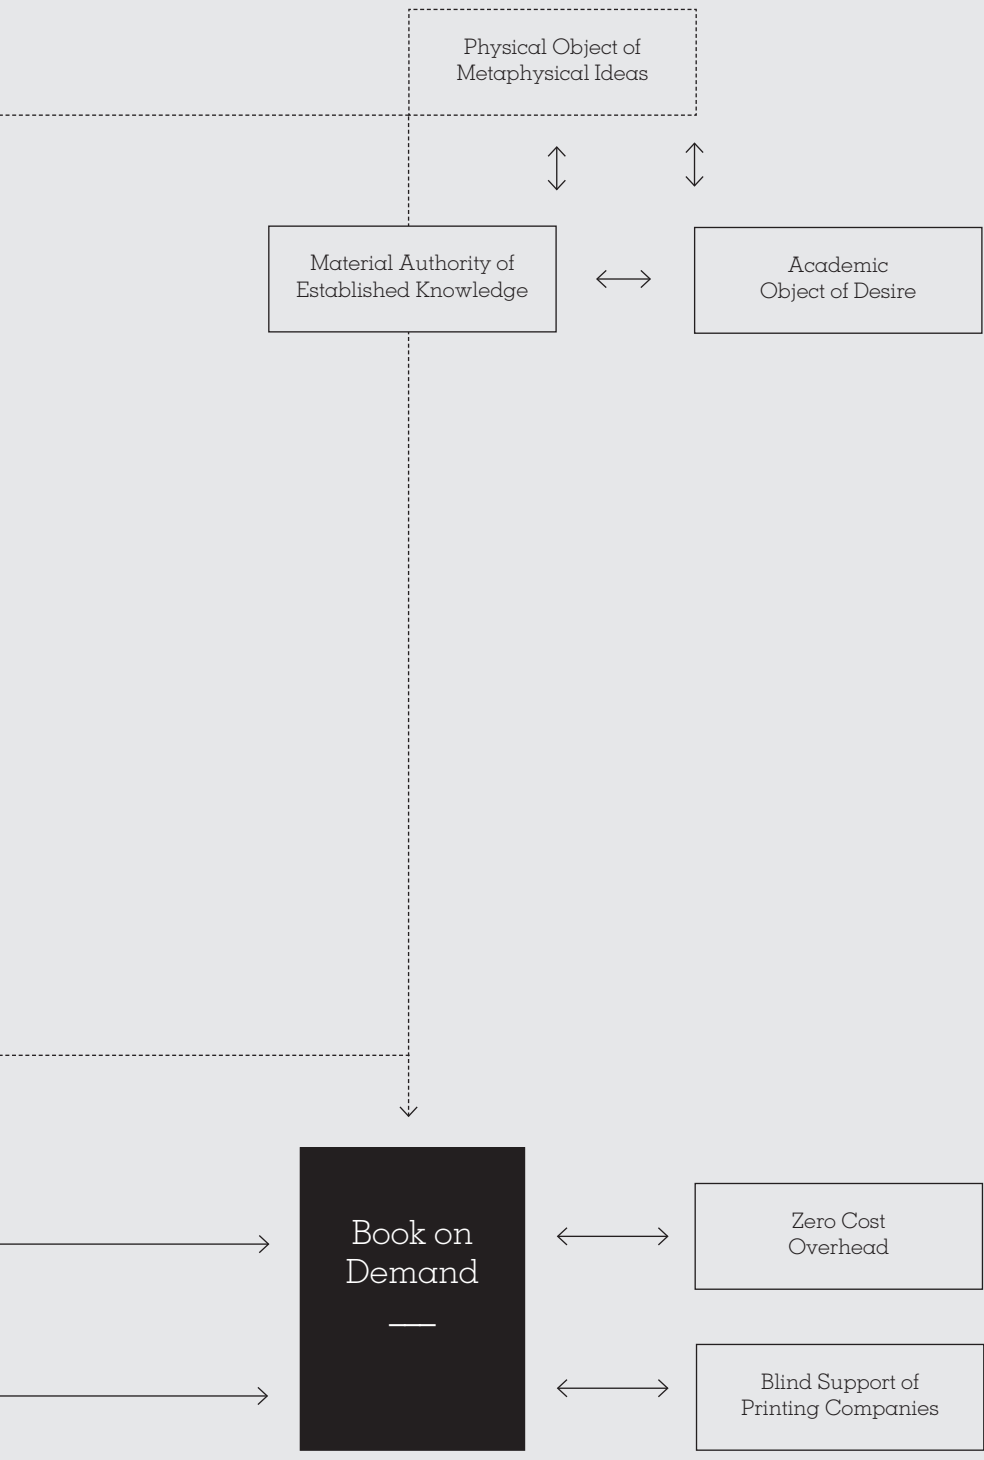 Physical Object of
Metaphysical Ideas
Material Authority of
Established Knowledge
Academic
Object of Desire
Book on
Demand
Zero Cost
Overhead
Blind Support of
Printing Companies